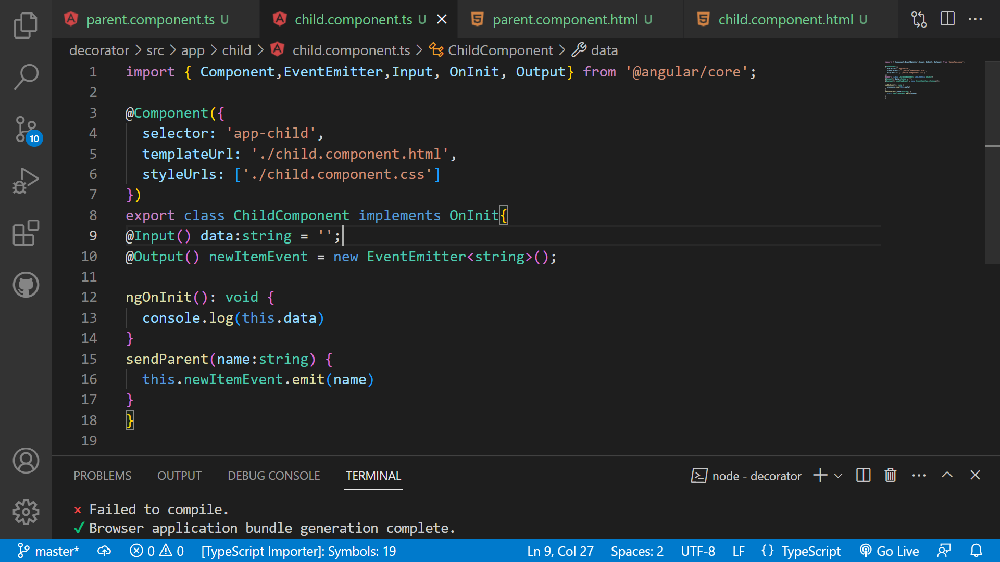 parent.component.ts U
child.component.ts U
parent.component.html U
child.component.html U
decorator > src > app > child > child.component.ts > ChildComponent > data
1 import { Component,EventEmitter,Input, OnInit, Output} from '@angular/core';
2
3 @Component({
4 selector: 'app-child',
5 templateUrl: './child.component.html',
6 styleUrls: ['./child.component.css']
7 })
8 export class ChildComponent implements OnInit{
9 @Input() data:string = '';
10 @Output() newItemEvent = new EventEmitter<string>();
11
12 ngOnInit(): void {
13 console.log(this.data)
14 }
15 sendParent(name:string) {
16 this.newItemEvent.emit(name)
17 }
18 }
19
10
PROBLEMS OUTPUT DEBUG CONSOLE TERMINAL
node - decorator
× Failed to compile.
✓ Browser application bundle generation complete.
master* 0 0 [TypeScript Importer]: Symbols: 19 Ln 9, Col 27 Spaces: 2 UTF-8 LF {} TypeScript Go Live